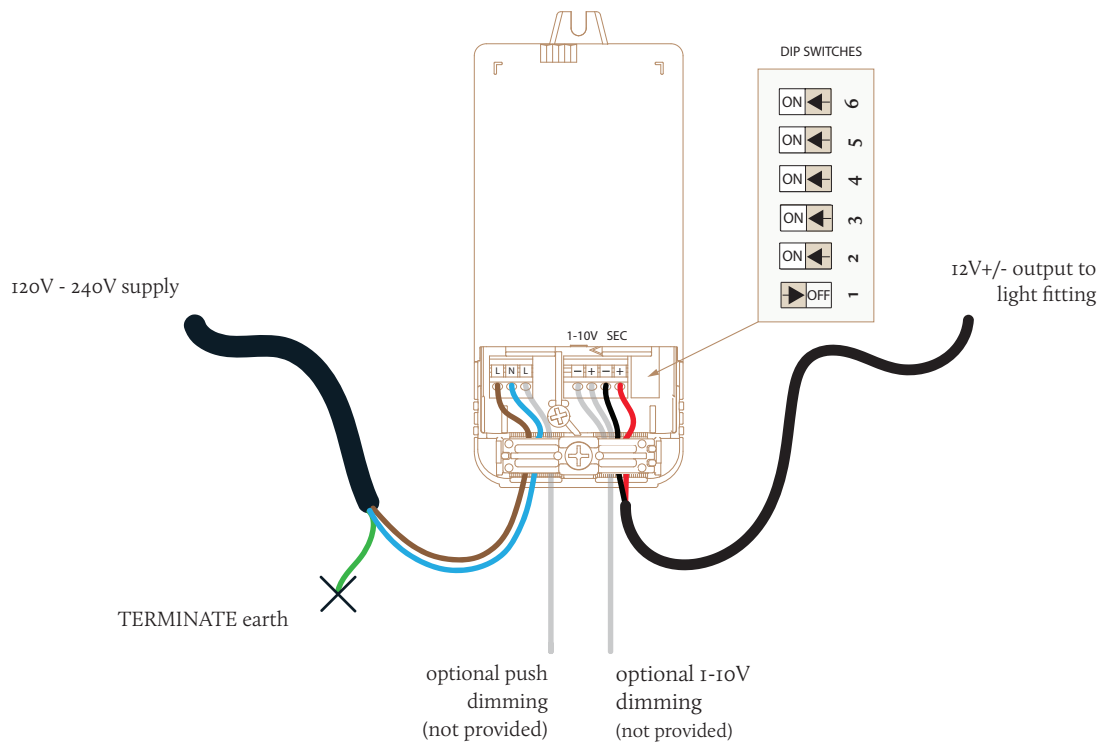 DIP SWITCHES
ON 6
ON 5
ON 4
ON 3
ON 2
OFF 1
120V - 240V supply
12V+/- output to
light fitting
1-10V SEC
L N L − + − +
TERMINATE earth
optional push
dimming
(not provided)
optional 1-10V
dimming
(not provided)